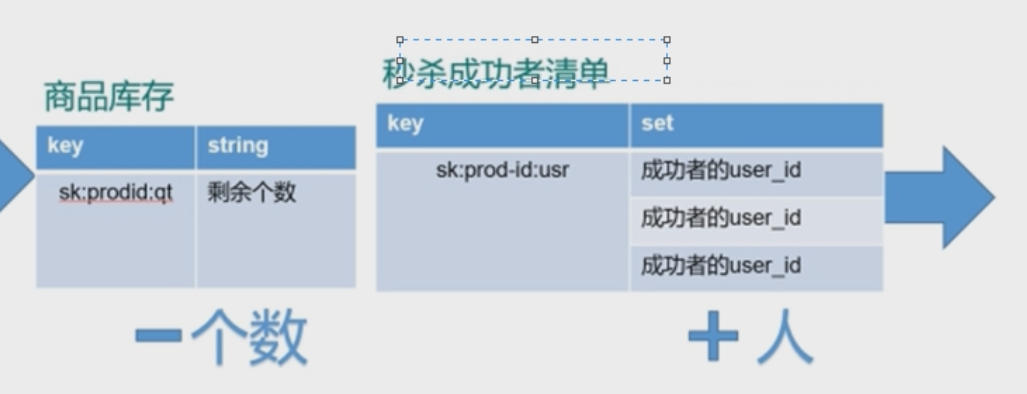 商品库存
key string
sk:prodid:qt 剩余个数
一个数
秒杀成功者清单
key set
sk:prod-id:usr 成功者的user_id
成功者的user_id
成功者的user_id
+人